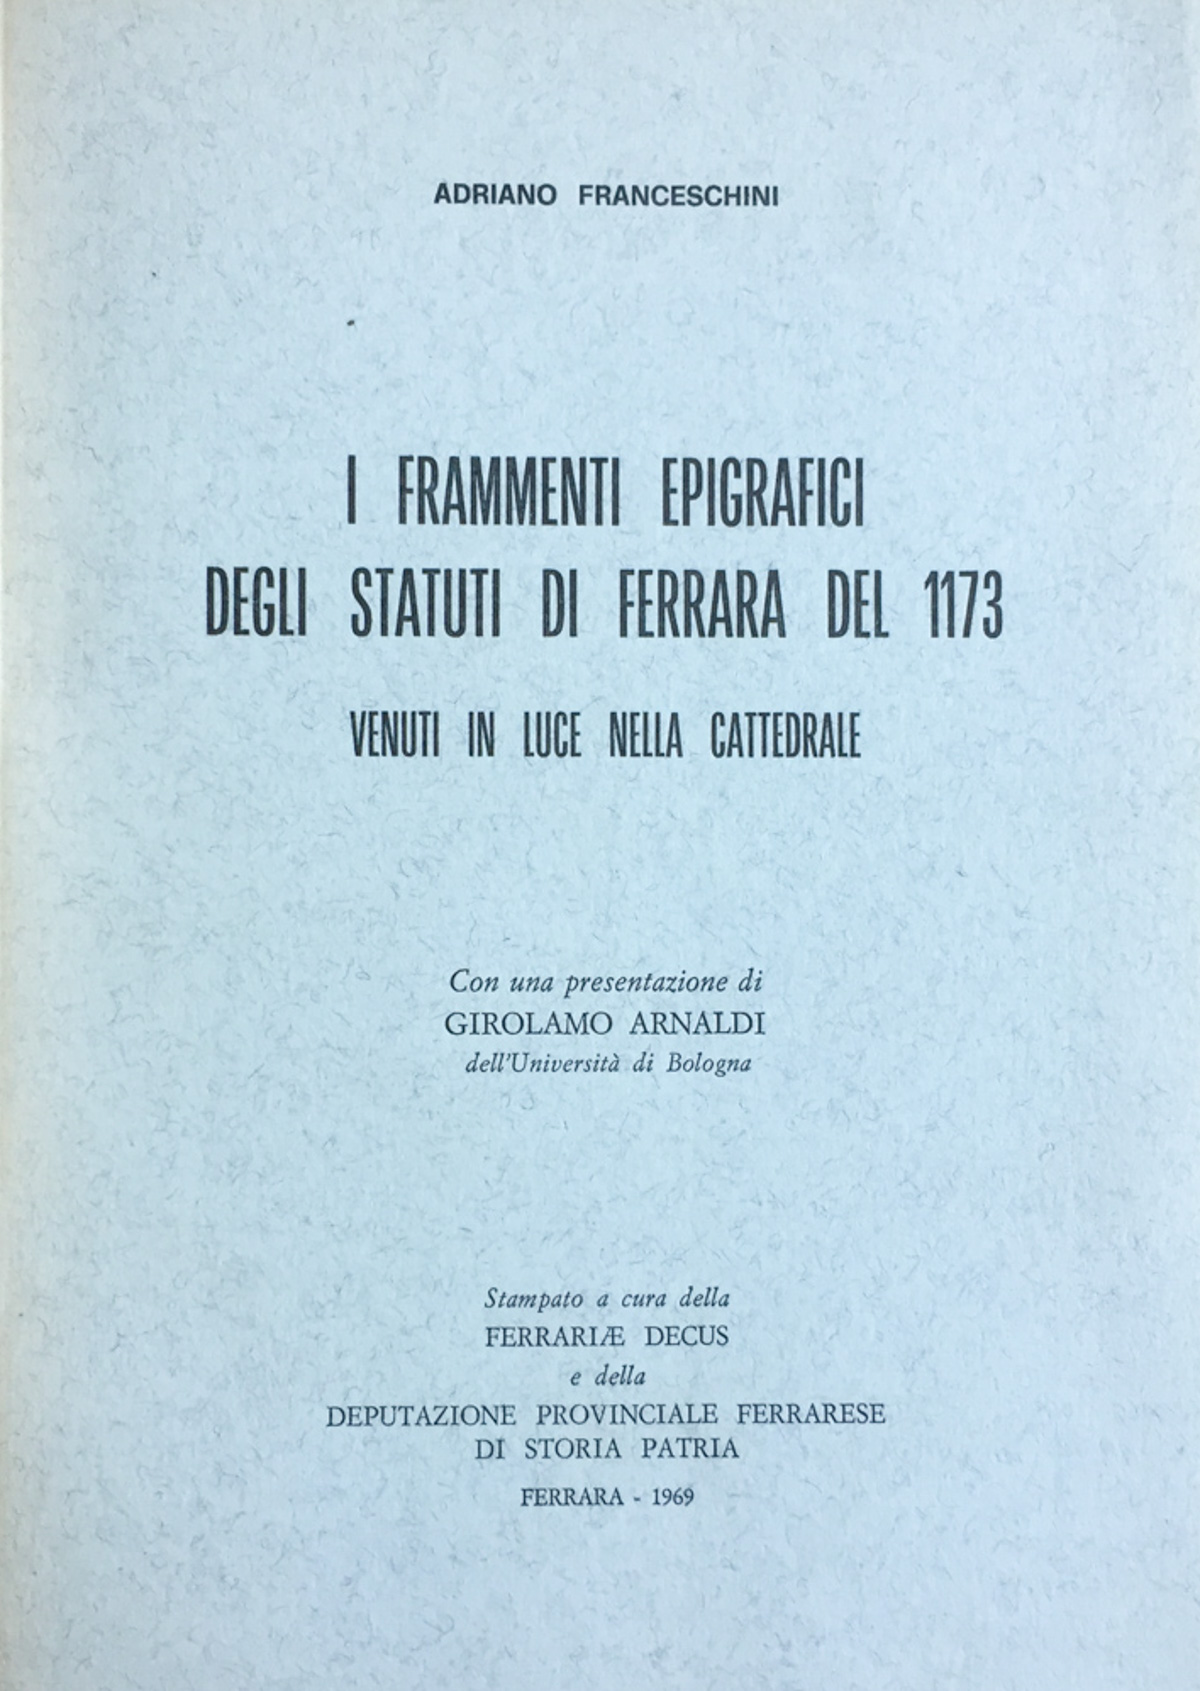 ADRIANO FRANCESCHINI
I FRAMMENTI EPIGRAFICI
DEGLI STATUTI DI FERRARA DEL 1173
VENUTI IN LUCE NELLA CATTEDRALE
Con una presentazione di
GIROLAMO ARNALDI
dell'Università di Bologna
Stampato a cura della
FERRARIÆ DECUS
e della
DEPUTAZIONE PROVINCIALE FERRARESE
DI STORIA PATRIA
FERRARA - 1969